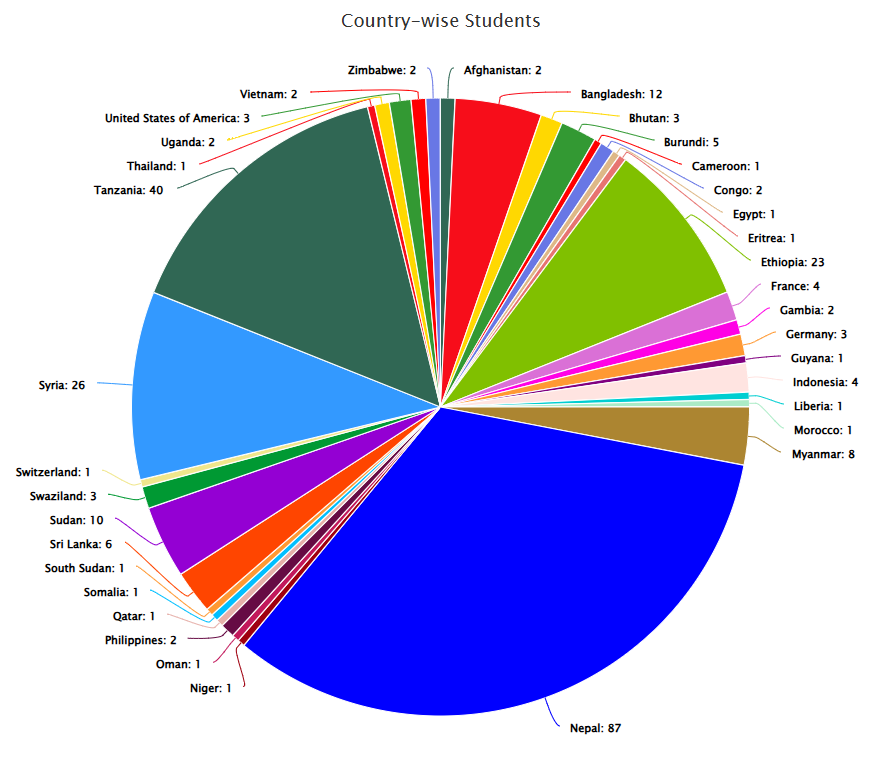 Country-wise Students
Zimbabwe: 2
Afghanistan: 2
Vietnam: 2
Bangladesh: 12
United States of America: 3
Bhutan: 3
Uganda: 2
Burundi: 5
Thailand: 1
Cameroon: 1
Tanzania: 40
Congo: 2
Egypt: 1
Eritrea: 1
Ethiopia: 23
France: 4
Gambia: 2
Germany: 3
Guyana: 1
Syria: 26
Indonesia: 4
Liberia: 1
Morocco: 1
Myanmar: 8
Switzerland: 1
Swaziland: 3
Sudan: 10
Sri Lanka: 6
South Sudan: 1
Somalia: 1
Qatar: 1
Philippines: 2
Oman: 1
Niger: 1
Nepal: 87